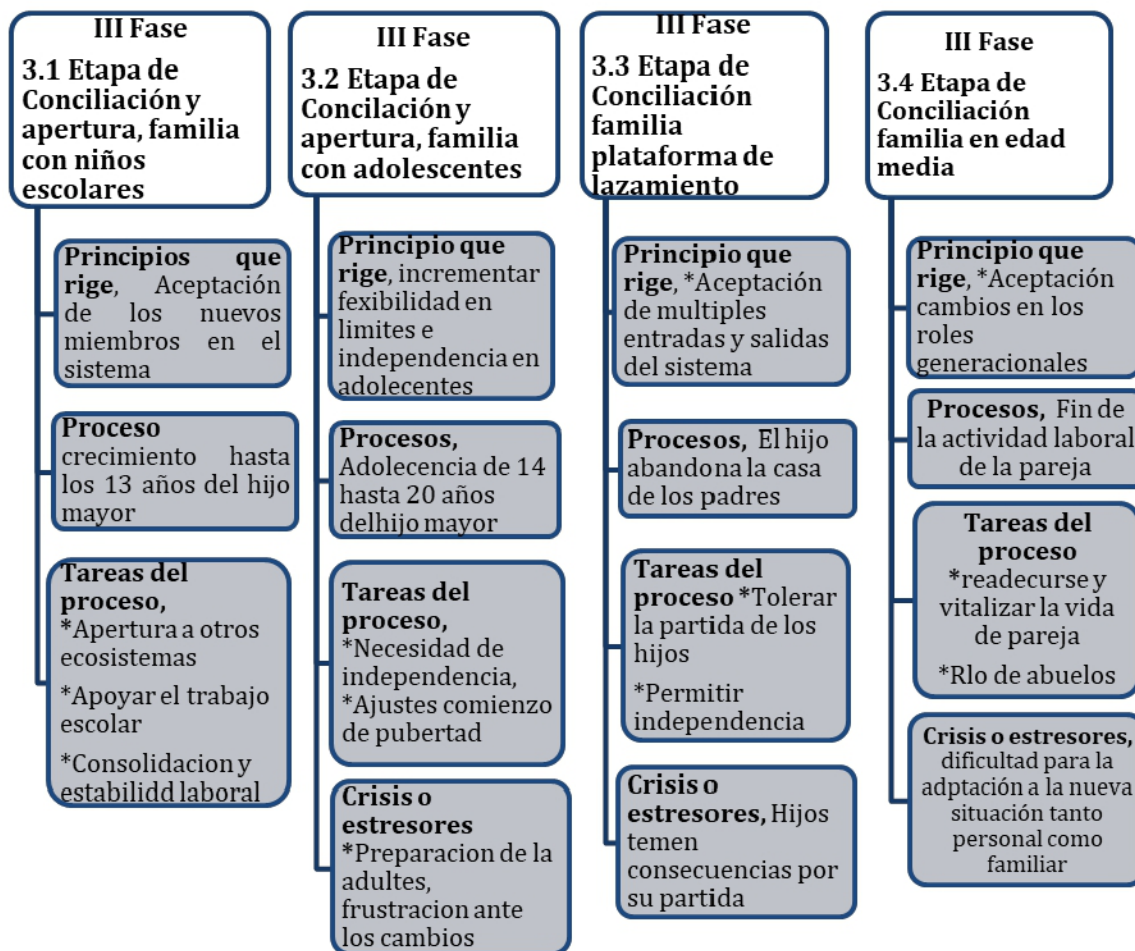 III Fase
3.1 Etapa de
Conciliación y
apertura, familia
con niños
escolares
Principios que
rige, Aceptación
de los nuevos
miembros en el
sistema
Proceso
crecimiento hasta
los 13 años del hijo
mayor
Tareas del
proceso,
*Apertura a otros
ecosistemas
*Apoyar el trabajo
escolar
*Consolidacion y
estabilidd laboral
III Fase
3.2 Etapa de
Concilación y
apertura, familia
con adolescentes
Principio que
rige, incrementar
fexibilidad en
limites e
independencia en
adolecentes
Procesos,
Adolecencia de 14
hasta 20 años
delhijo mayor
Tareas del
proceso,
*Necesidad de
independencia,
*Ajustes comienzo
de pubertad
Crisis o
estresores
*Preparacion de la
adultes,
frustracion ante
los cambios
III Fase
3.3 Etapa de
Conciliación
familia
plataforma de
lazamiento
Principio que
rige, *Aceptación
de multiples
entradas y salidas
del sistema
Procesos, El hijo
abandona la casa
de los padres
Tareas del
proceso *Tolerar
la partida de los
hijos
*Permitir
independencia
Crisis o
estresores, Hijos
temen
consecuencias por
su partida
III Fase
3.4 Etapa de
Conciliación
familia en edad
media
Principio que
rige, *Aceptación
cambios en los
roles
generacionales
Procesos, Fin de
la actividad laboral
de la pareja
Tareas del
proceso
*readecurse y
vitalizar la vida
de pareja
*Rlo de abuelos
Crisis o estresores,
dificultad para la
adptación a la nueva
situación tanto
personal como
familiar